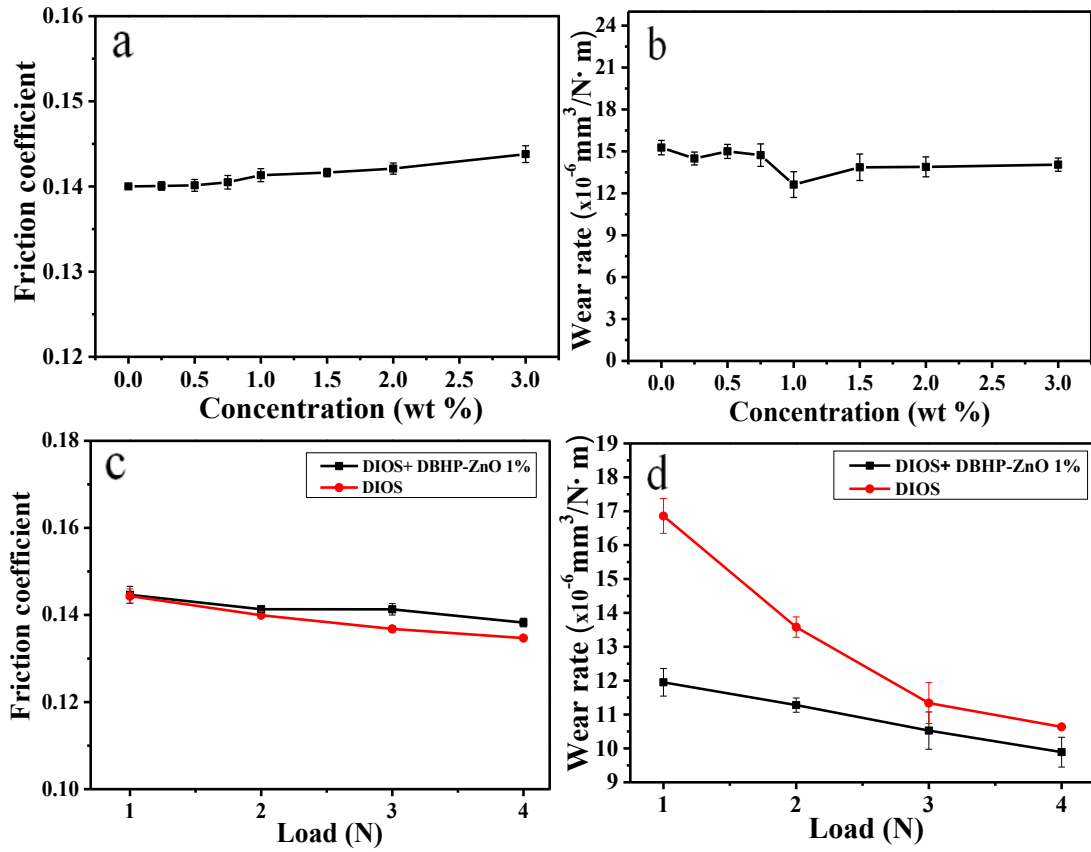 a
Friction coefficient
0.16
0.15
0.14
0.13
0.12
0.0 0.5 1.0 1.5 2.0 2.5 3.0
Concentration (wt %)
b
Wear rate (x10⁻⁶mm³/N· m)
24
21
18
15
12
9
6
3
0
0.0 0.5 1.0 1.5 2.0 2.5 3.0
Concentration (wt %)
c
DIOS+ DBHP-ZnO 1%
DIOS
Friction coefficient
0.18
0.16
0.14
0.12
0.10
1 2 3 4
Load (N)
d
DIOS+ DBHP-ZnO 1%
DIOS
Wear rate (x10⁻⁶mm³/N· m)
19
18
17
16
15
14
13
12
11
10
9
1 2 3 4
Load (N)